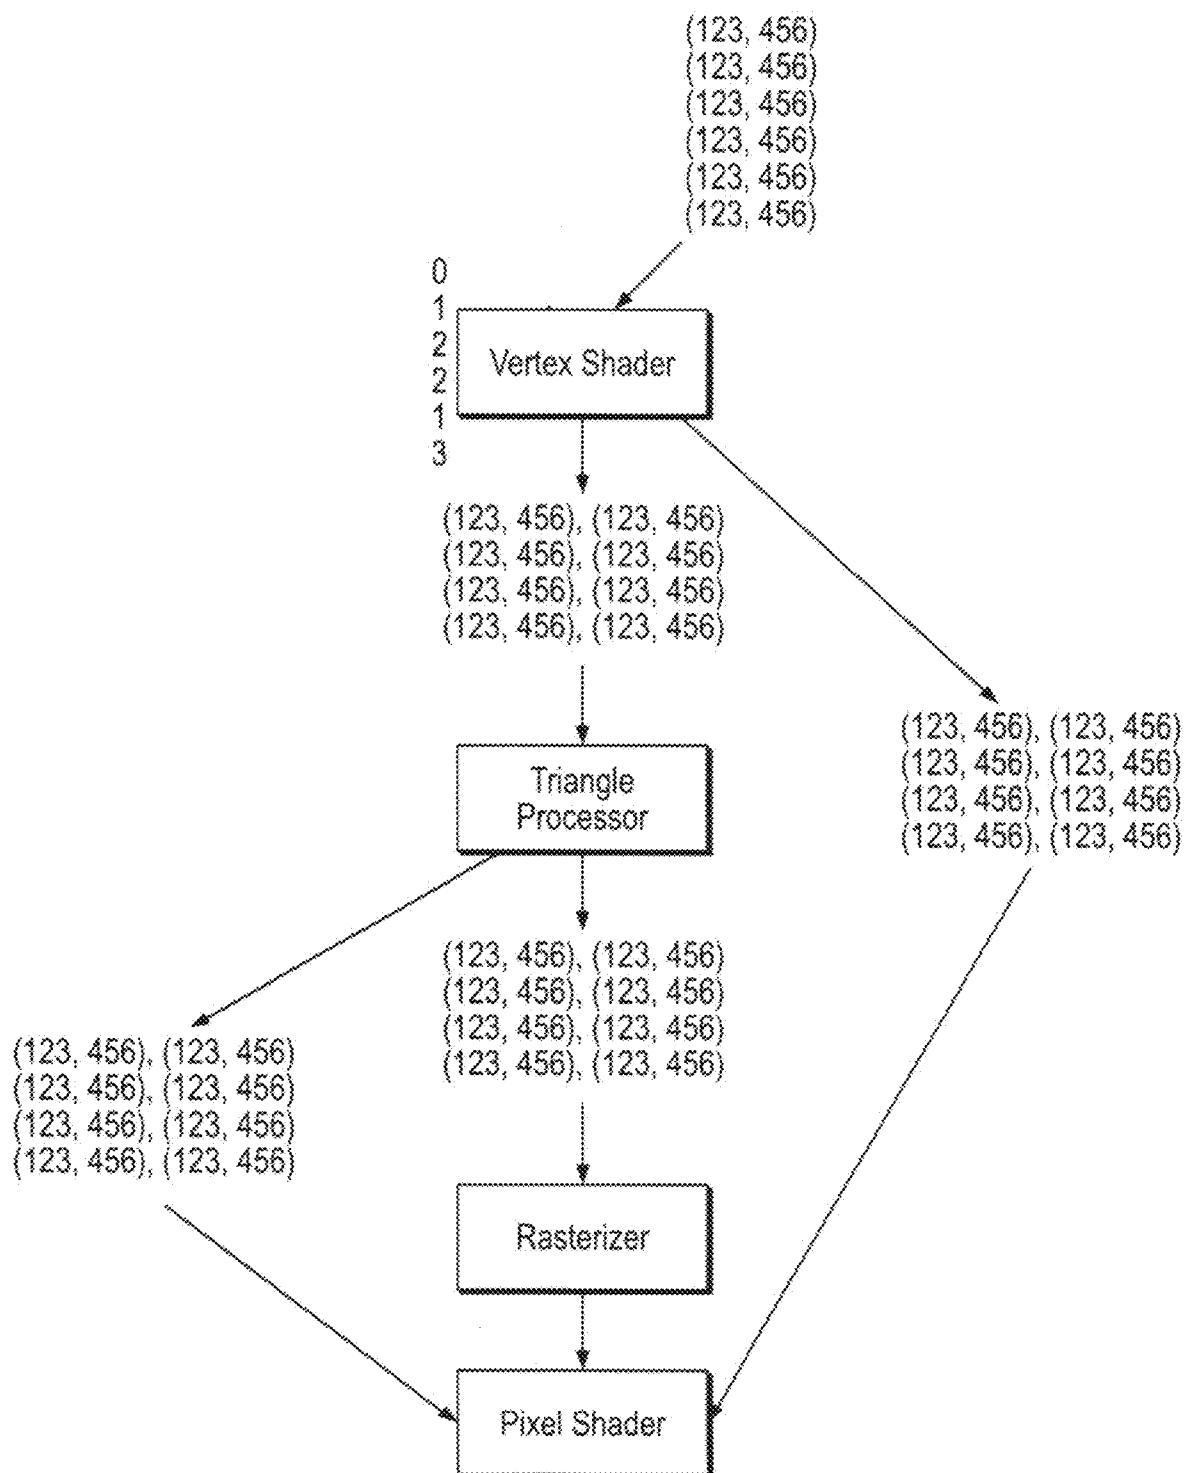 (123, 456)
(123, 456)
(123, 456)
(123, 456)
(123, 456)
(123, 456)
0
1
2
2
1
3
Vertex Shader
(123, 456), (123, 456)
(123, 456), (123, 456)
(123, 456), (123, 456)
(123, 456), (123, 456)
(123, 456), (123, 456)
(123, 456), (123, 456)
(123, 456), (123, 456)
(123, 456), (123, 456)
Triangle
Processor
(123, 456), (123, 456)
(123, 456), (123, 456)
(123, 456), (123, 456)
(123, 456), (123, 456)
(123, 456), (123, 456)
(123, 456), (123, 456)
(123, 456), (123, 456)
(123, 456), (123, 456)
Rasterizer
Pixel Shader